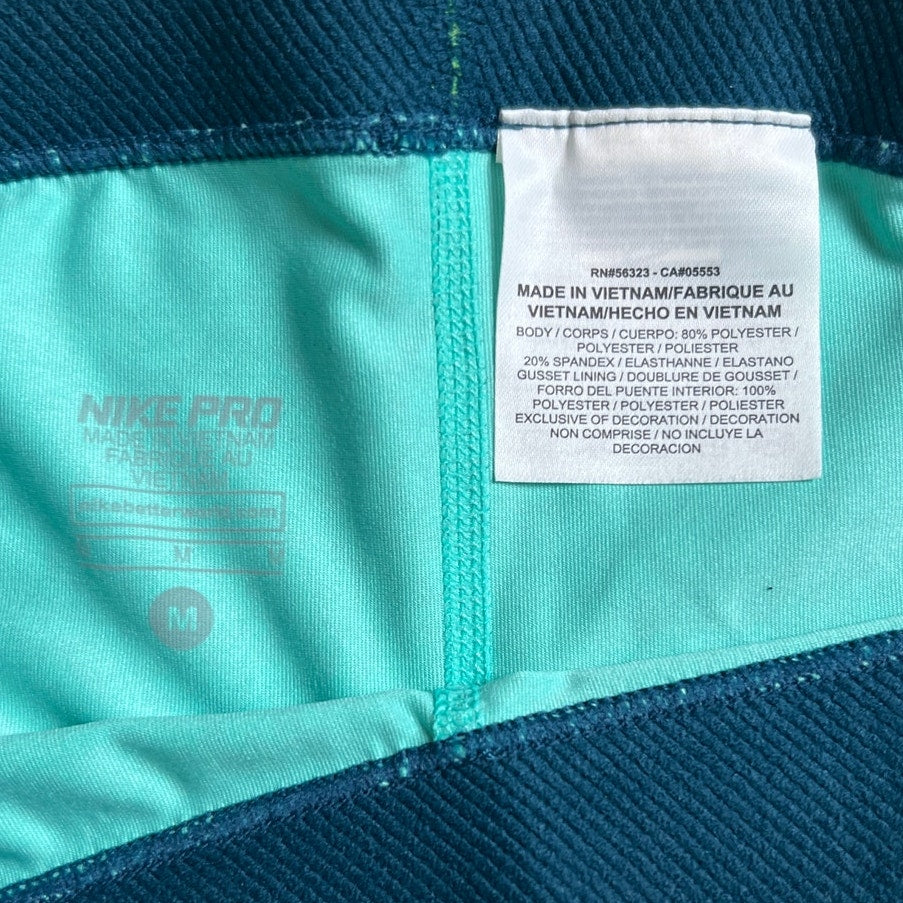 NIKE PRO
MADE IN VIETNAM
FABRIQUE AU
VIETNAM
nikebetterworld.com
M
M
RN#56323 - CA#05553
MADE IN VIETNAM/FABRIQUE AU
VIETNAM/HECHO EN VIETNAM
BODY / CORPS / CUERPO: 80% POLYESTER /
POLYESTER / POLIESTER
20% SPANDEX / ELASTHANNE / ELASTANO
GUSSET LINING / DOUBLURE DE GOUSSET /
FORRO DEL PUENTE INTERIOR: 100%
POLYESTER / POLYESTER / POLIESTER
EXCLUSIVE OF DECORATION / DECORATION
NON COMPRISE / NO INCLUYE LA
DECORACION